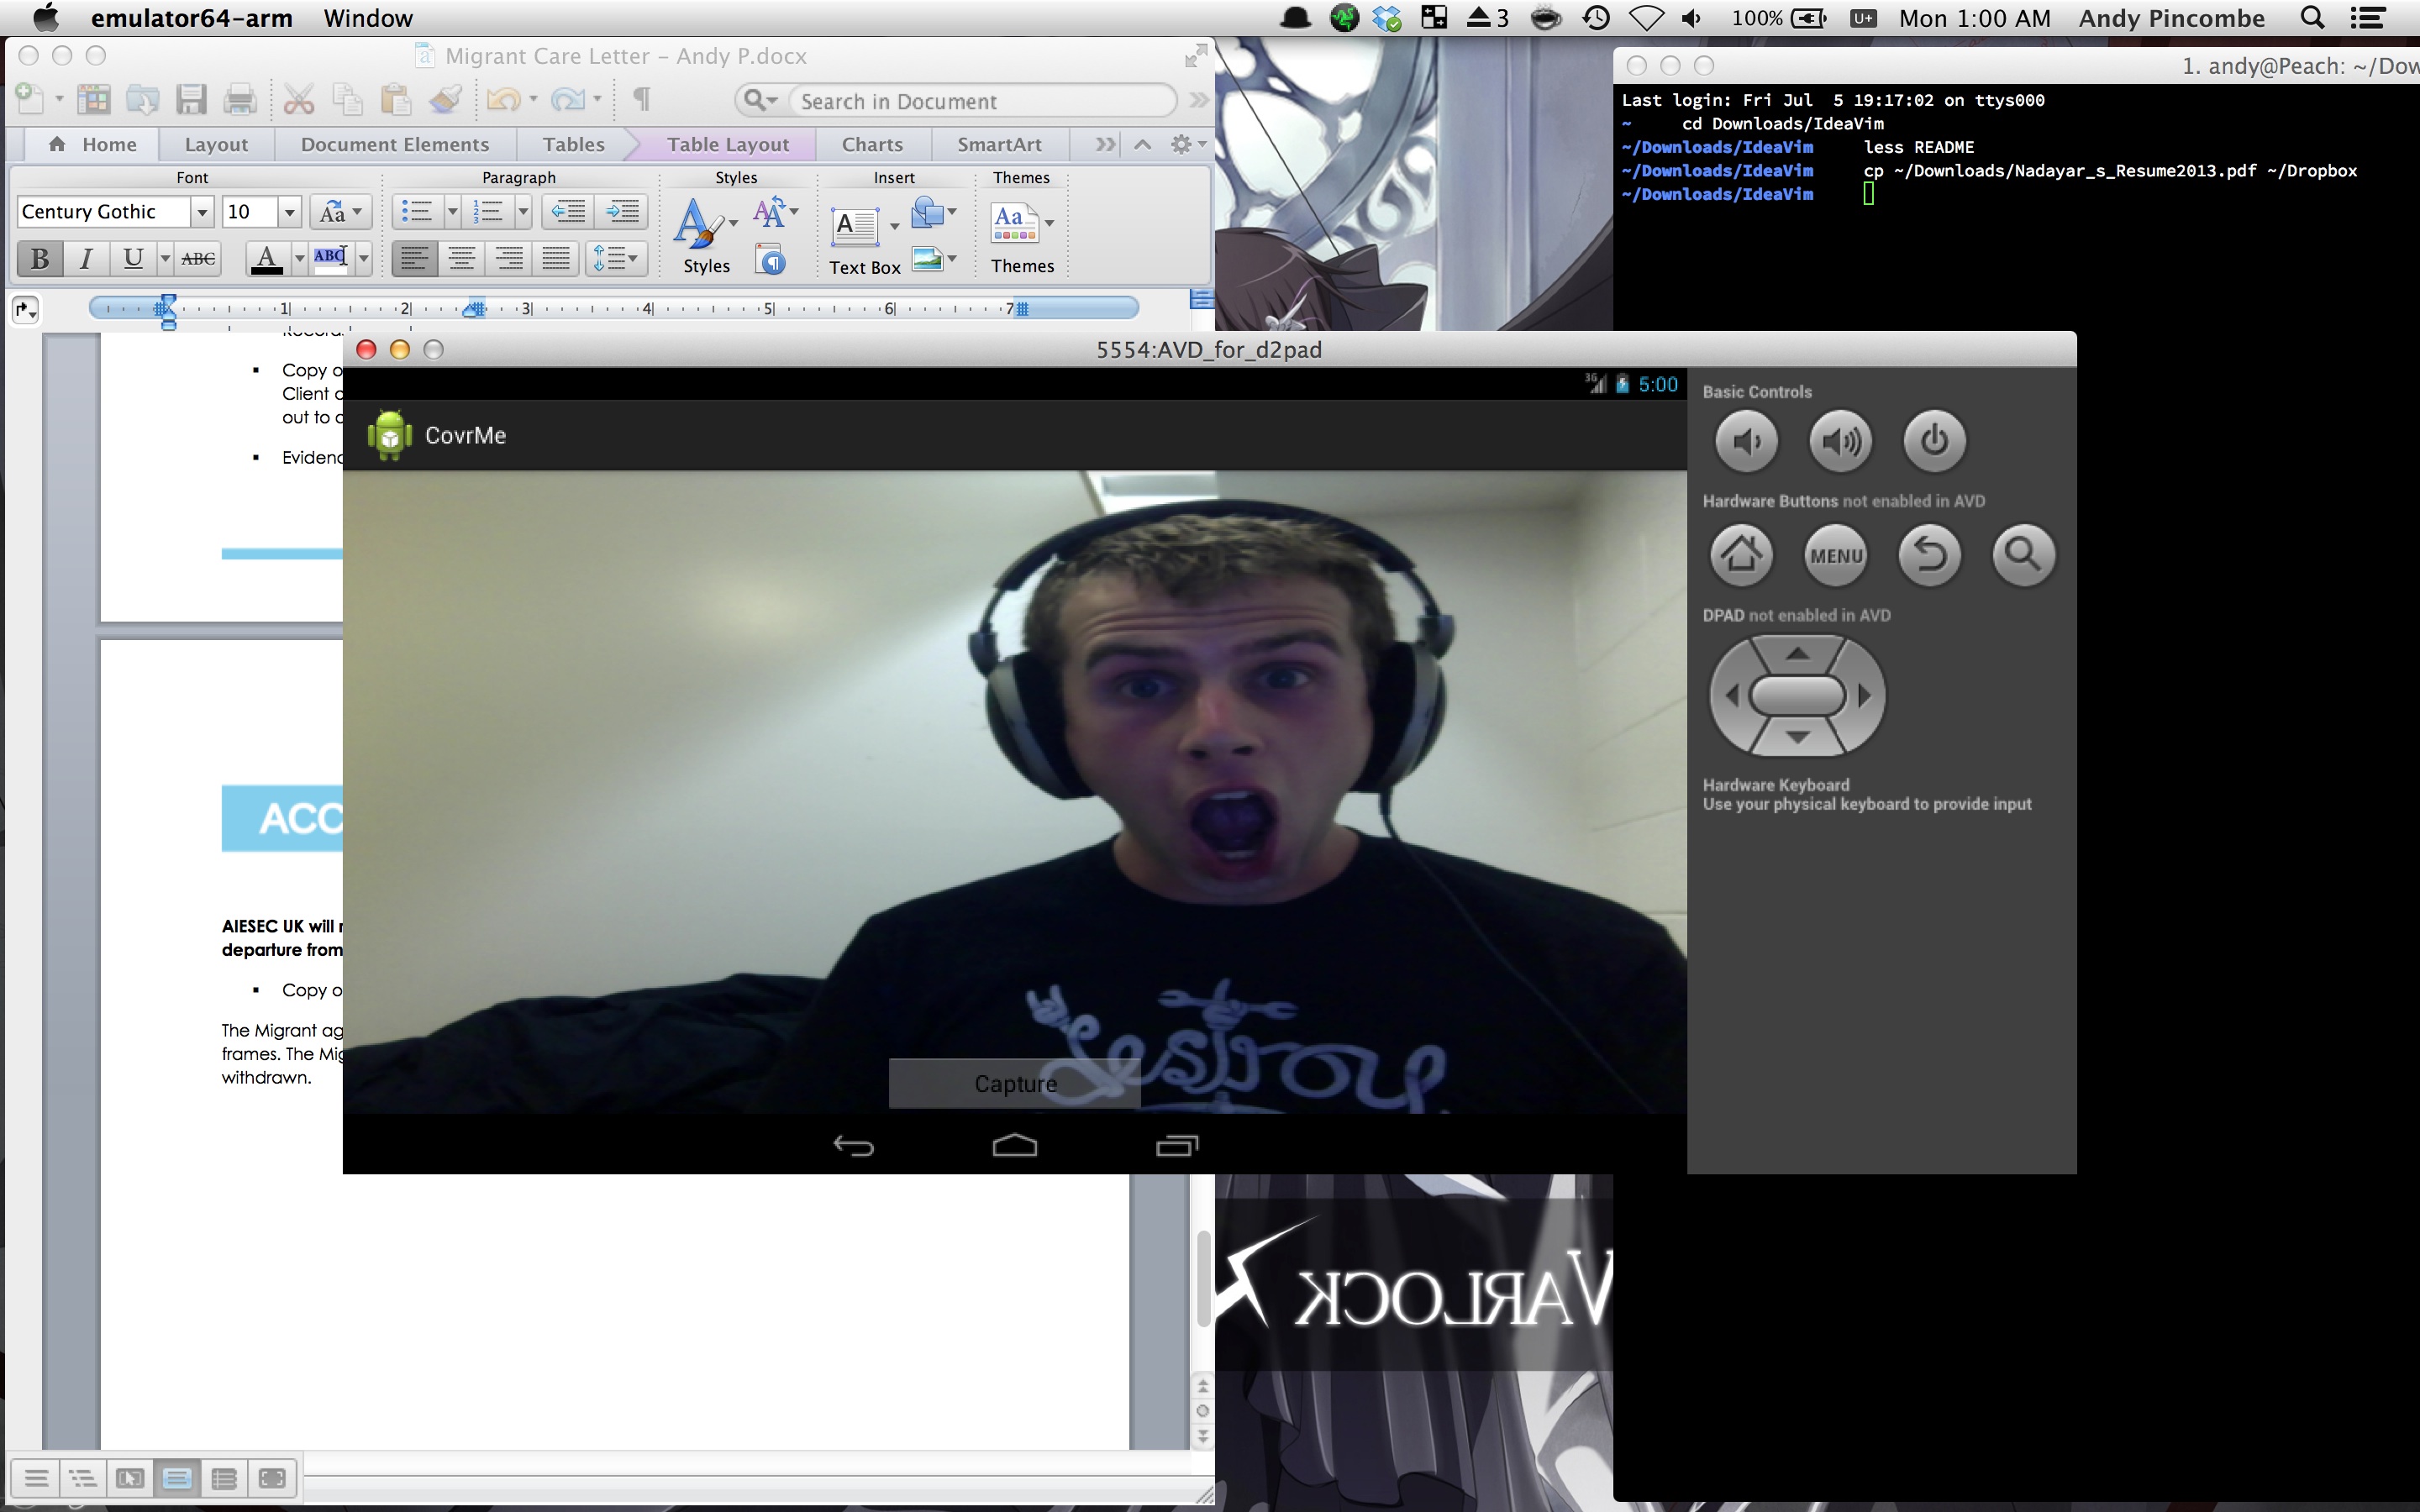 emulator64-arm Window
3 100% U+ Mon 1:00 AM Andy Pincombe
Migrant Care Letter – Andy P.docx
Search in Document
Home Layout Document Elements Tables Table Layout Charts SmartArt
Font Paragraph Styles Insert Themes
Century Gothic 10 Aa
B I U ABC A ABC
A
Styles Text Box Themes
1 2 3 4 5 6 7
Copy o
Client a
out to
Evidenc
ACC
AIESEC UK will
departure from
Copy o
The Migrant ag
frames. The Mig
withdrawn.
1. andy@Peach: ~/Dow
Last login: Fri Jul 5 19:17:02 on ttys000
~ cd Downloads/IdeaVim
~/Downloads/IdeaVim less README
~/Downloads/IdeaVim cp ~/Downloads/Nadayar_s_Resume2013.pdf ~/Dropbox
~/Downloads/IdeaVim
5554:AVD_for_d2pad
3G 5:00
CovrMe
Destroy
Capture
Basic Controls
Hardware Buttons not enabled in AVD
MENU
DPAD not enabled in AVD
Hardware Keyboard
Use your physical keyboard to provide input
WARLOCK